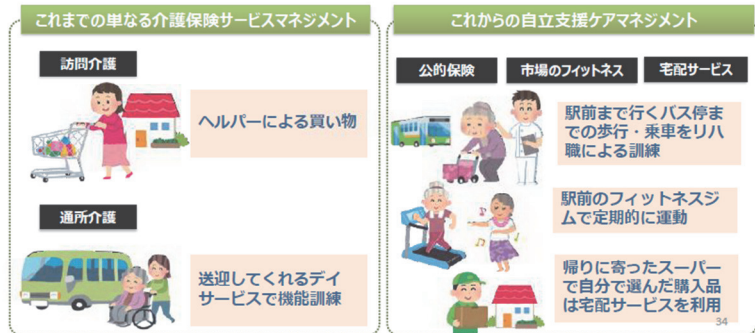 これまでの単なる介護保険サービスマネジメント
訪問介護
ヘルパーによる買い物
通所介護
送迎してくれるデイ
サービスで機能訓練
これからの自立支援ケアマネジメント
公的保険
市場のフィットネス
宅配サービス
駅前まで行くバス停ま
での歩行・乗車をリハ
職による訓練
駅前のフィットネスジ
ムで定期的に運動
帰りに寄ったスーパー
で自分で選んだ購入品
は宅配サービスを利用
34